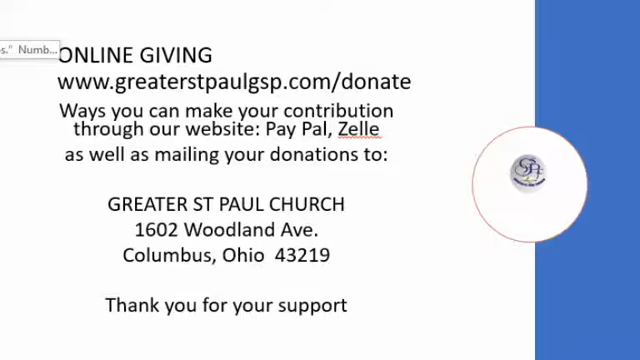 s." Numb...
ONLINE GIVING
www.greaterstpaulgsp.com/donate
Ways you can make your contribution
through our website: Pay Pal, Zelle
as well as mailing your donations to:
GREATER ST PAUL CHURCH
1602 Woodland Ave.
Columbus, Ohio 43219
Thank you for your support